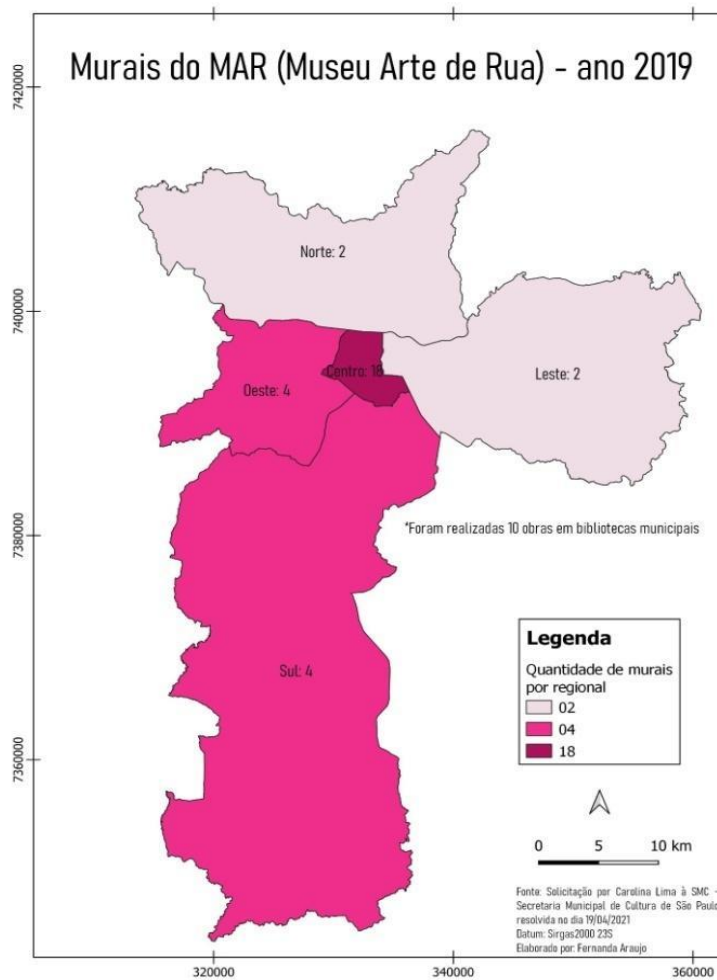 Murais do MAR (Museu Arte de Rua) - ano 2019
7420000
Norte: 2
7400000
Centro: 18
Oeste: 4
Leste: 2
7380000
*Foram realizadas 10 obras em bibliotecas municipais
Sul: 4
Legenda
Quantidade de murais
por regional
02
04
18
7360000
0 5 10 km
Fonte: Solicitação por Carolina Lima à SMC -
Secretaria Municipal de Cultura de São Paulo
resolvida no dia 19/04/2021
Datum: Sirgas2000 23S
Elaborado por: Fernanda Araujo
320000 340000 360000